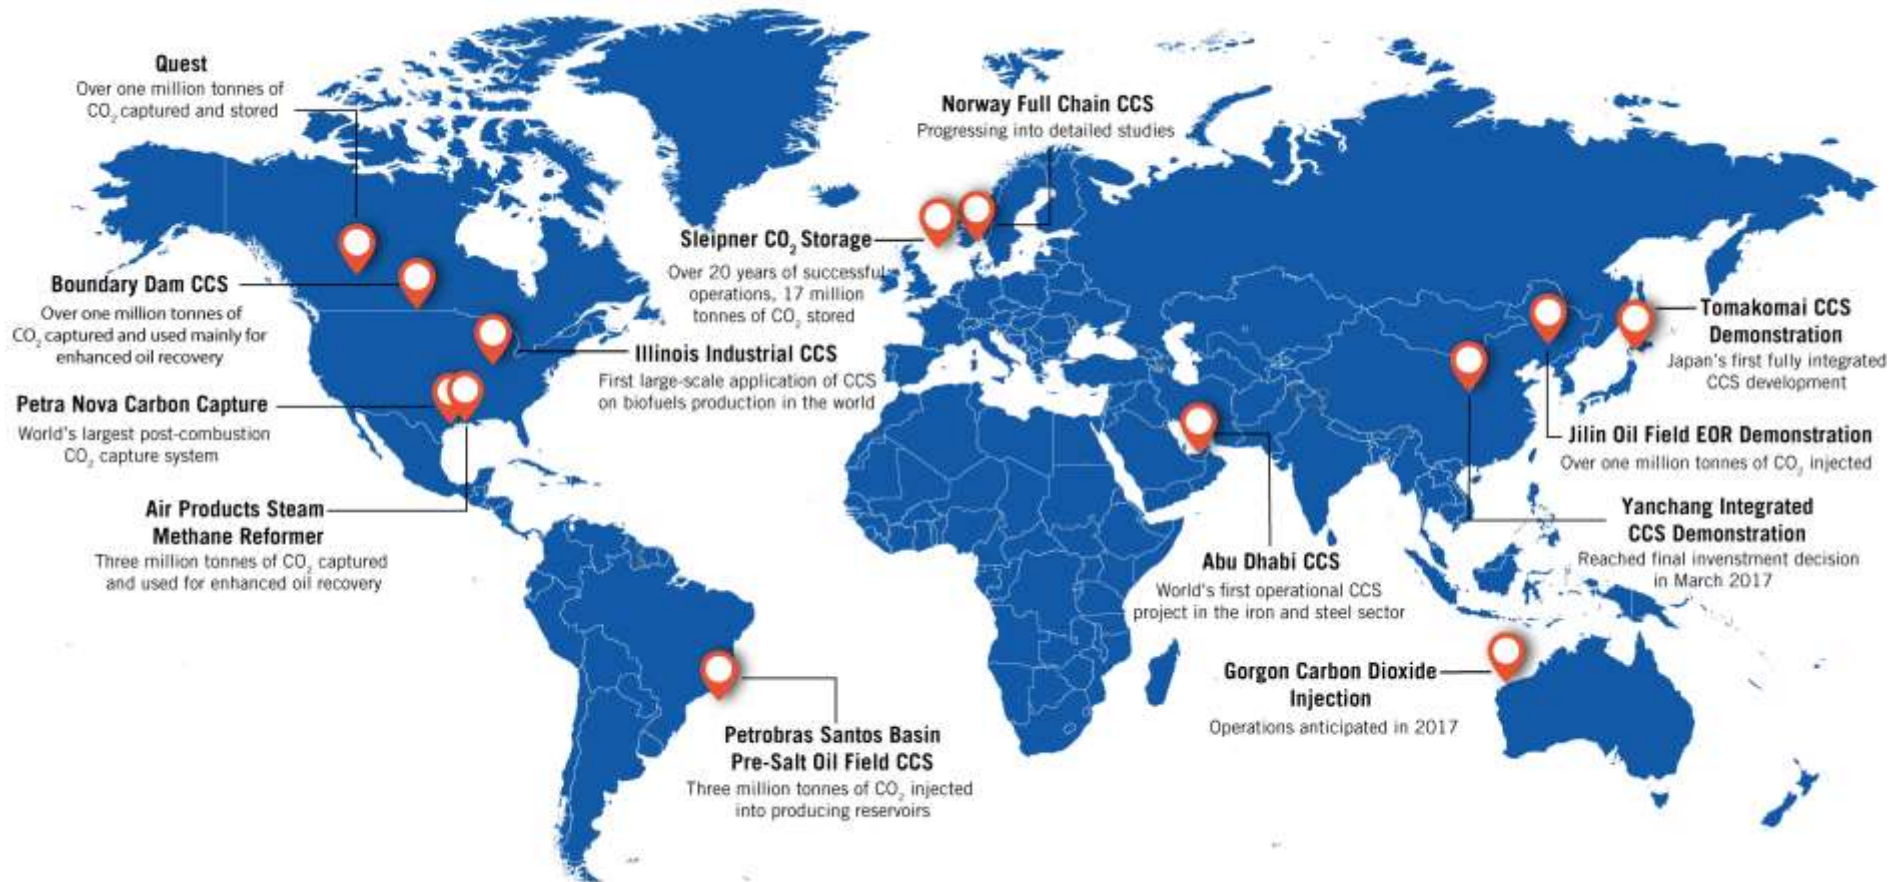 Quest
Over one million tonnes of
CO₂ captured and stored
Boundary Dam CCS
Over one million tonnes of
CO₂ captured and used mainly for
enhanced oil recovery
Petra Nova Carbon Capture
World's largest post-combustion
CO₂ capture system
Air Products Steam
Methane Reformer
Three million tonnes of CO₂ captured
and used for enhanced oil recovery
Illinois Industrial CCS
First large-scale application of CCS
on biofuels production in the world
Petrobras Santos Basin
Pre-Salt Oil Field CCS
Three million tonnes of CO₂ injected
into producing reservoirs
Norway Full Chain CCS
Progressing into detailed studies
Sleipner CO₂ Storage
Over 20 years of successful
operations, 17 million
tonnes of CO₂ stored
Abu Dhabi CCS
World's first operational CCS
project in the iron and steel sector
Tomakomai CCS
Demonstration
Japan's first fully integrated
CCS development
Jilin Oil Field EOR Demonstration
Over one million tonnes of CO₂ injected
Yanchang Integrated
CCS Demonstration
Reached final invenstment decision
in March 2017
Gorgon Carbon Dioxide
Injection
Operations anticipated in 2017